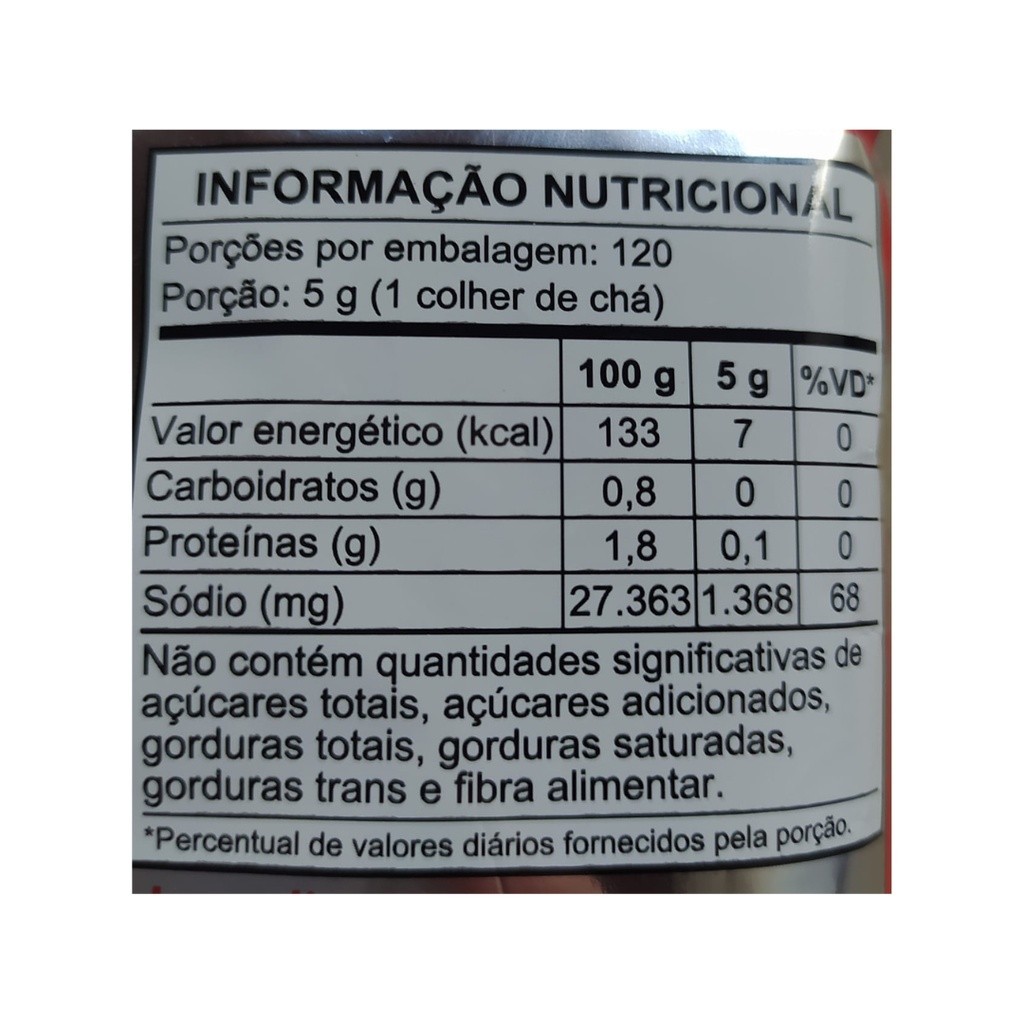 INFORMAÇÃO NUTRICIONAL
Porções por embalagem: 120
Porção: 5 g (1 colher de chá)
100 g 5 g %VD*
Valor energético (kcal) 133 7 0
Carboidratos (g) 0,8 0 0
Proteínas (g) 1,8 0,1 0
Sódio (mg) 27.363 1.368 68
Não contém quantidades significativas de
açúcares totais, açúcares adicionados,
gorduras totais, gorduras saturadas,
gorduras trans e fibra alimentar.
*Percentual de valores diários fornecidos pela porção.